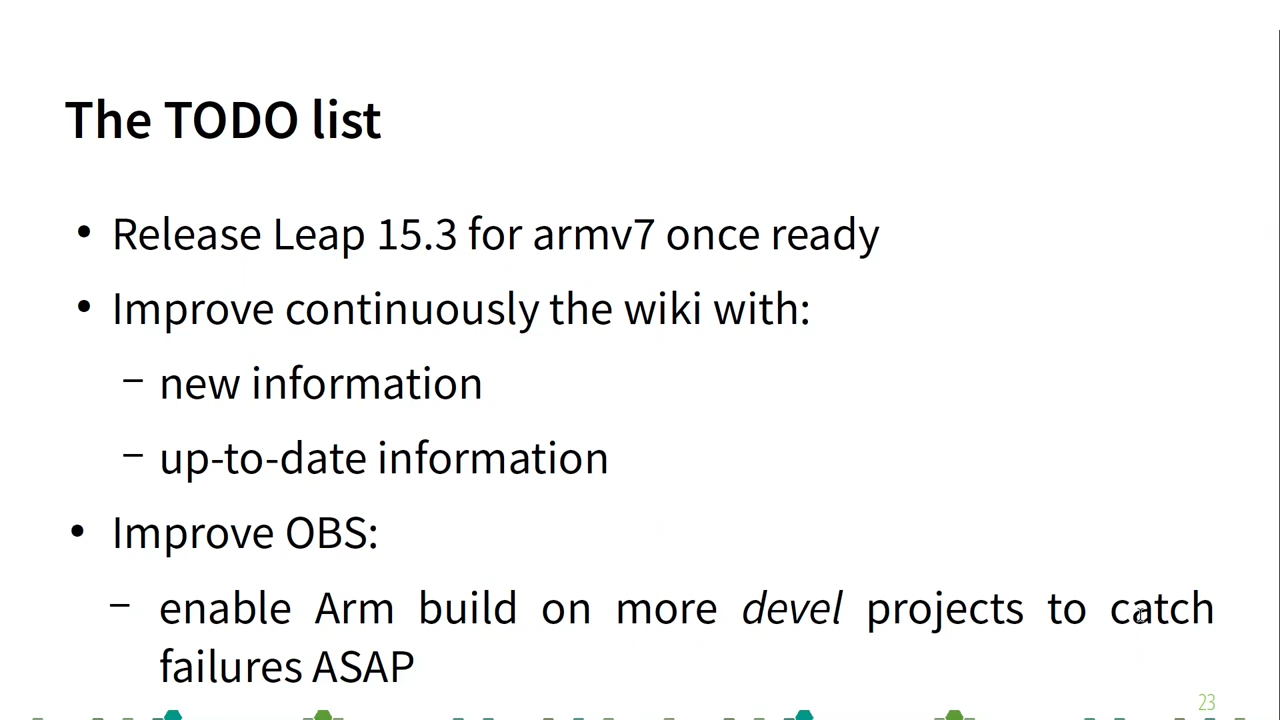 The TODO list
• Release Leap 15.3 for armv7 once ready
• Improve continuously the wiki with:
– new information
– up-to-date information
• Improve OBS:
– enable Arm build on more devel projects to catch
failures ASAP
23